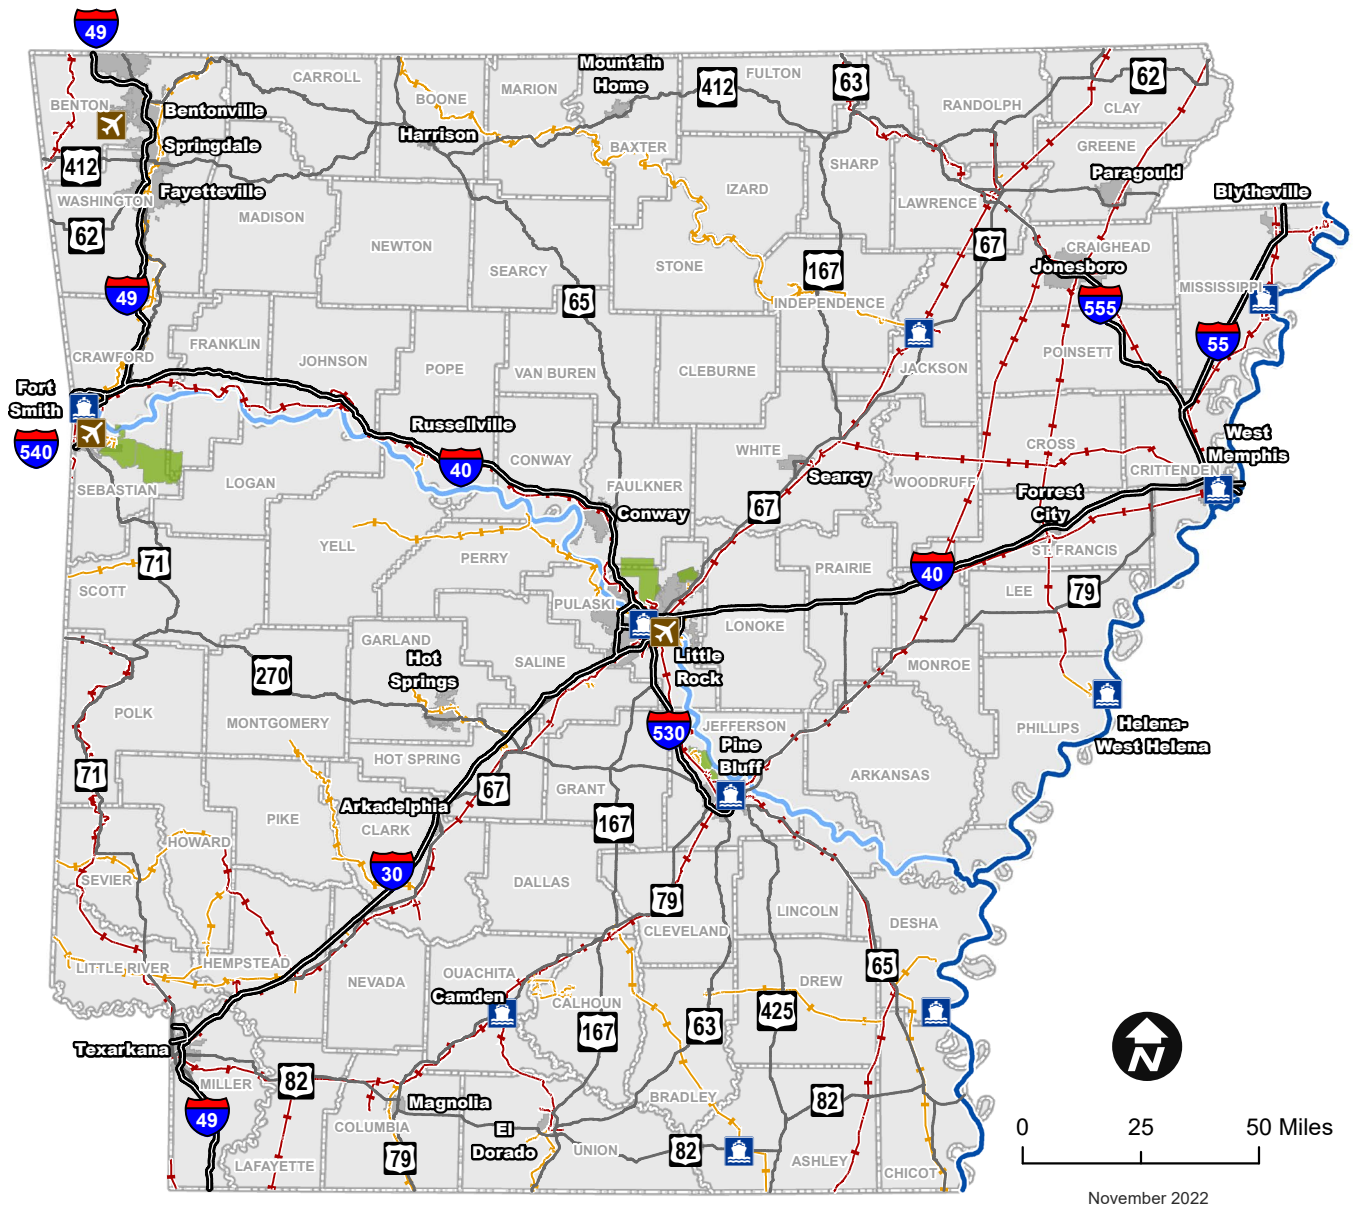 49
CARROLL
Mountain
Home
412
FULTON
63
62
BENTON
Bentonville
BOONE
MARION
RANDOLPH
CLAY
Harrison
Springdale
BAXTER
GREENE
412
SHARP
Paragould
Fayetteville
IZARD
Blytheville
WASHINGTON
LAWRENCE
62
MADISON
NEWTON
67
CRAIGHEAD
STONE
SEARCY
167
Jonesboro
MISSISSIPPI
49
65
INDEPENDENCE
555
55
FRANKLIN
CRAWFORD
JOHNSON
POPE
VAN BUREN
CLEBURNE
JACKSON
POINSETT
Fort
Smith
Russellville
West
Memphis
540
40
CONWAY
WHITE
CROSS
CRITTENDEN
SEBASTIAN
LOGAN
FAULKNER
Searcy
WOODRUFF
Forrest
City
Conway
67
YELL
PERRY
ST. FRANCIS
71
PRAIRIE
40
SCOTT
PULASKI
LEE
79
GARLAND
LONOKE
Hot
Springs
SALINE
Little
Rock
MONROE
270
POLK
MONTGOMERY
530
JEFFERSON
PHILLIPS
Helena-
West Helena
Pine
Bluff
HOT SPRING
71
67
GRANT
ARKANSAS
Arkadelphia
PIKE
CLARK
167
HOWARD
30
SEVIER
DALLAS
79
LINCOLN
CLEVELAND
DESHA
LITTLE RIVER
HEMPSTEAD
65
NEVADA
OUACHITA
DREW
Camden
CALHOUN
425
167
63
Texarkana
MILLER
82
BRADLEY
82
Magnolia
49
COLUMBIA
El
Dorado
UNION
82
79
LAFAYETTE
ASHLEY
CHICOT
N
0 25 50 Miles
November 2022